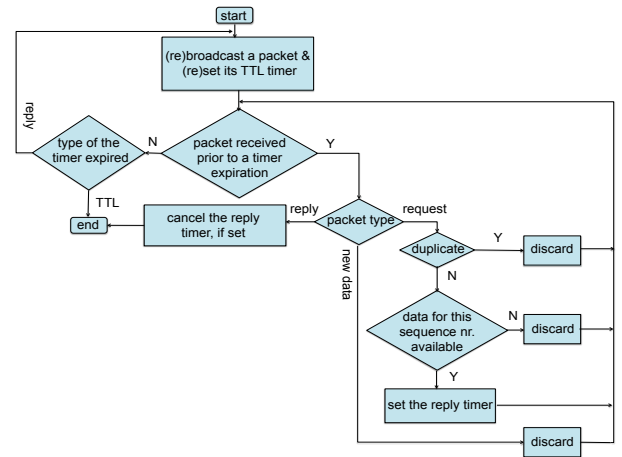 start
(re)broadcast a packet &
(re)set its TTL timer
reply
type of the
timer expired
N
packet received
prior to a timer
expiration
Y
TTL
end
cancel the reply
timer, if set
reply
packet type
request
duplicate
Y
discard
new data
N
data for this
sequence nr.
available
N
discard
Y
set the reply timer
discard